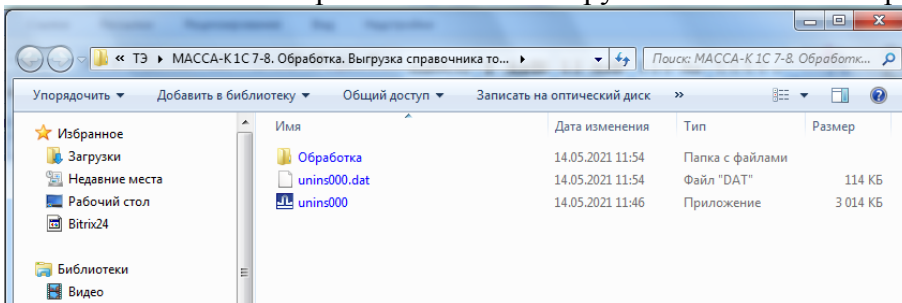 « ТЭ ▸ МАССА-К 1С 7-8. Обработка. Выгрузка справочника то... ▸
Поиск: МАССА-К 1С 7-8. Обработк...
Упорядочить Добавить в библиотеку Общий доступ Записать на оптический диск »
Избранное
Загрузки
Недавние места
Рабочий стол
Bitrix24
Библиотеки
Видео
Имя Дата изменения Тип Размер
Обработка 14.05.2021 11:54 Папка с файлами
unins000.dat 14.05.2021 11:54 Файл "DAT" 114 КБ
unins000 14.05.2021 11:46 Приложение 3 014 КБ